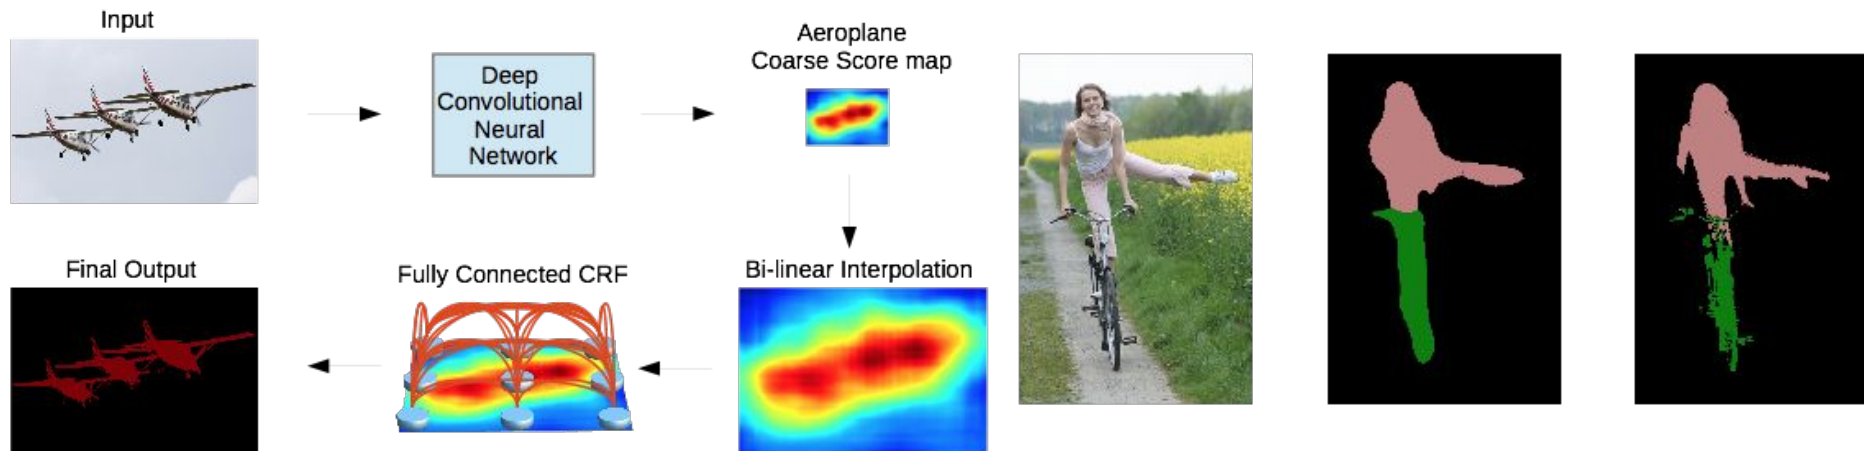 Input
Deep
Convolutional
Neural
Network
Aeroplane
Coarse Score map
Final Output
Fully Connected CRF
Bi-linear Interpolation